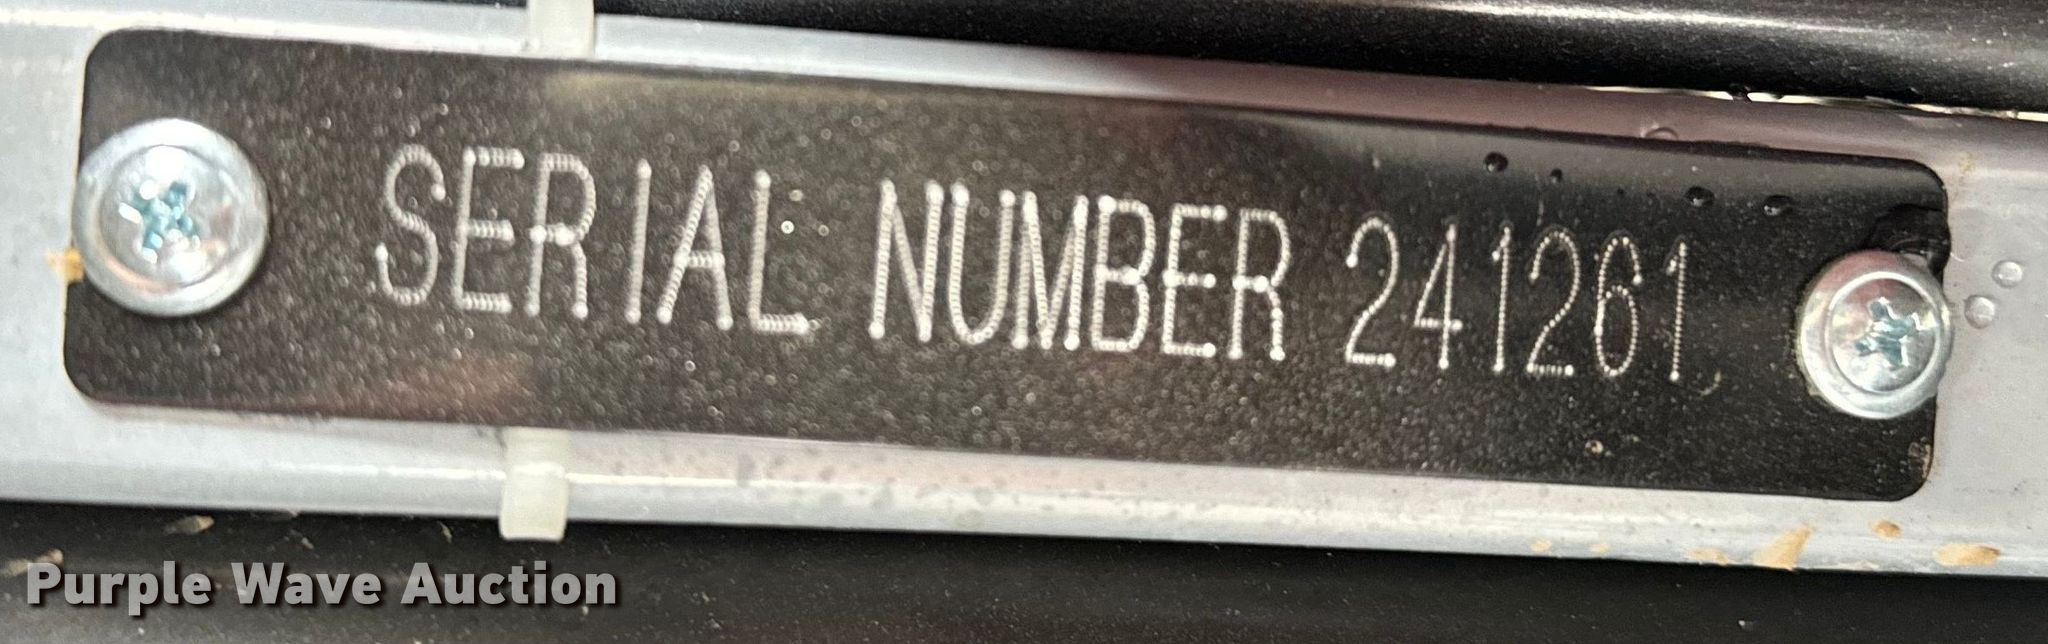 SERIAL NUMBER 241261
Purple Wave Auction